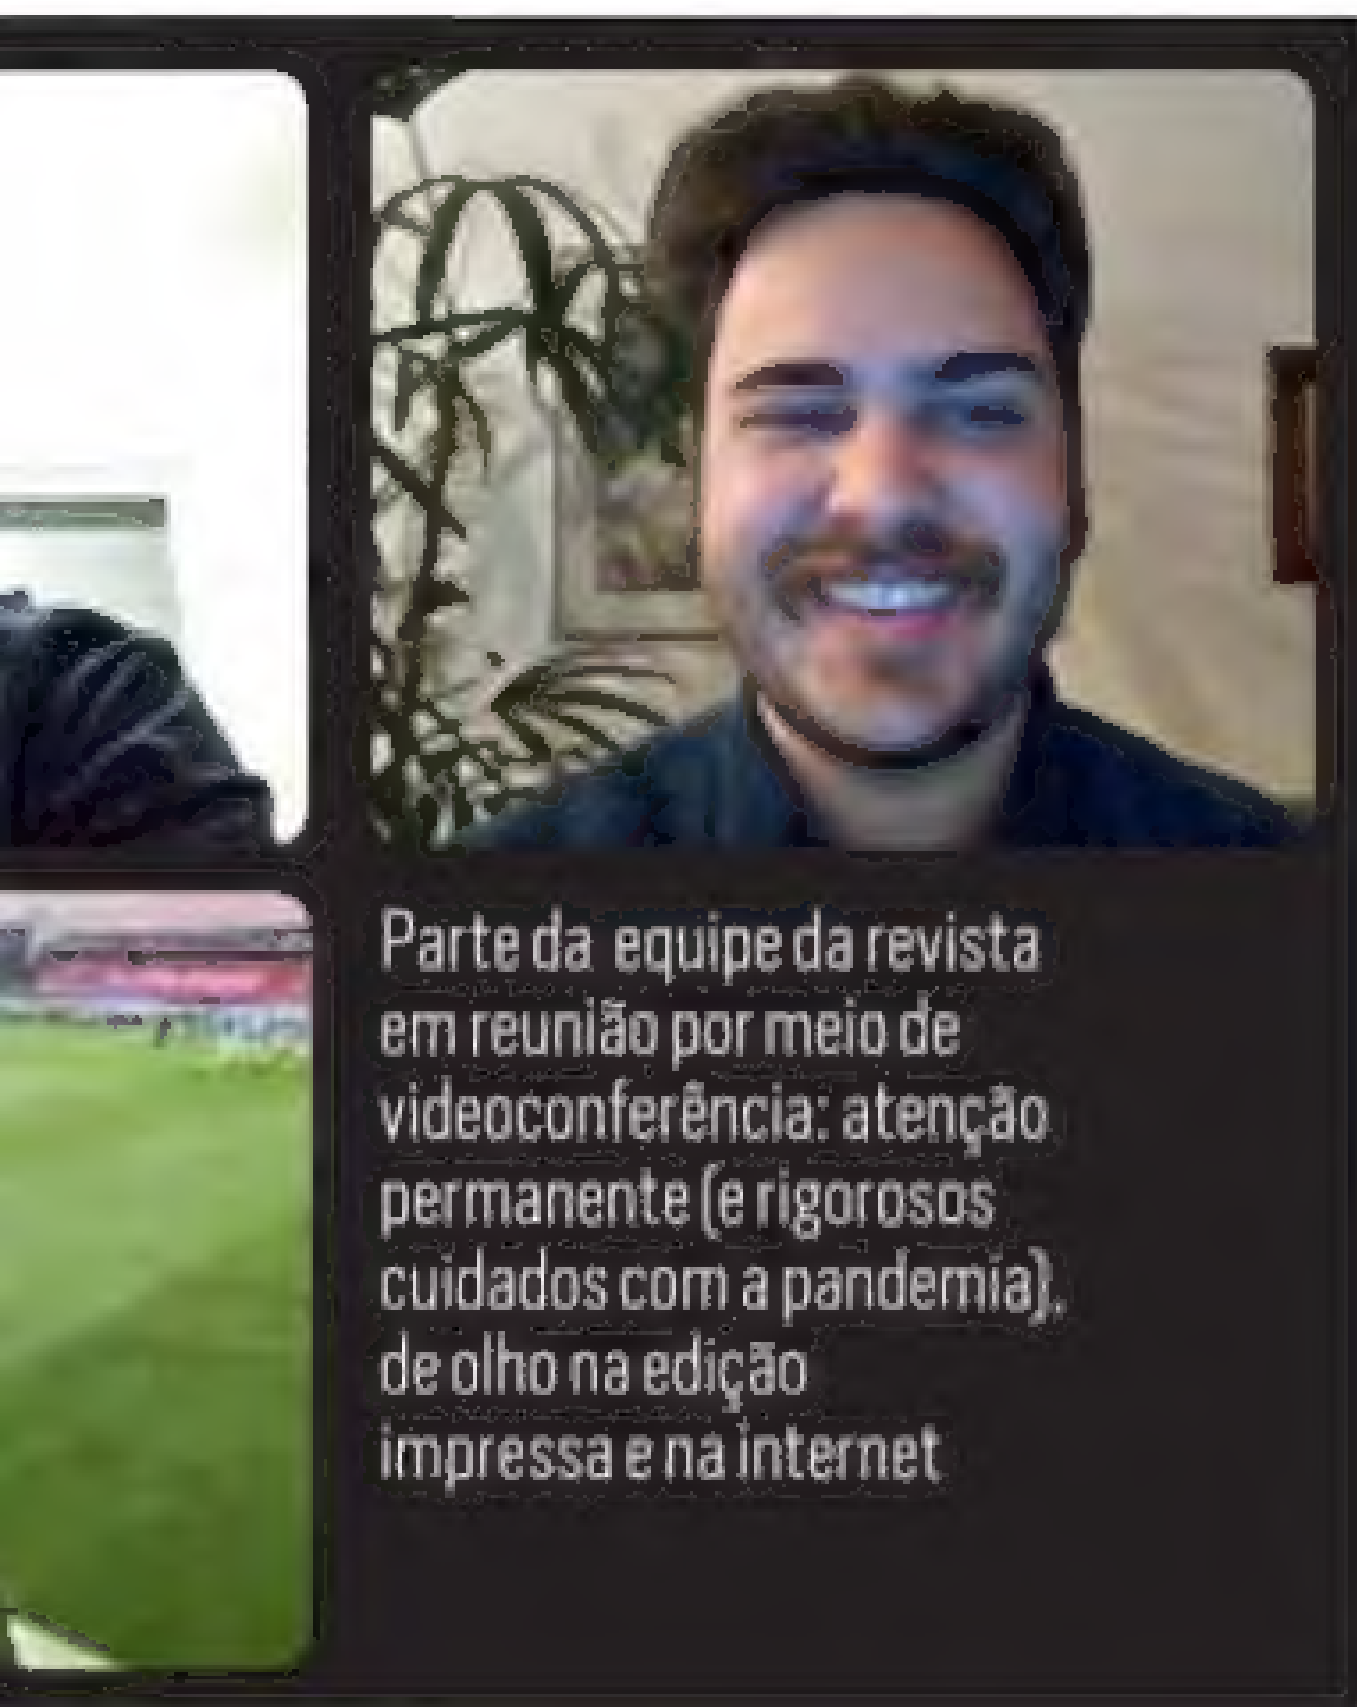 Parte da equipe da revista
em reunião por meio de
videoconferência: atenção
permanente (e rigorosos
cuidados com a pandemia),
de olho na edição
impressa e na internet